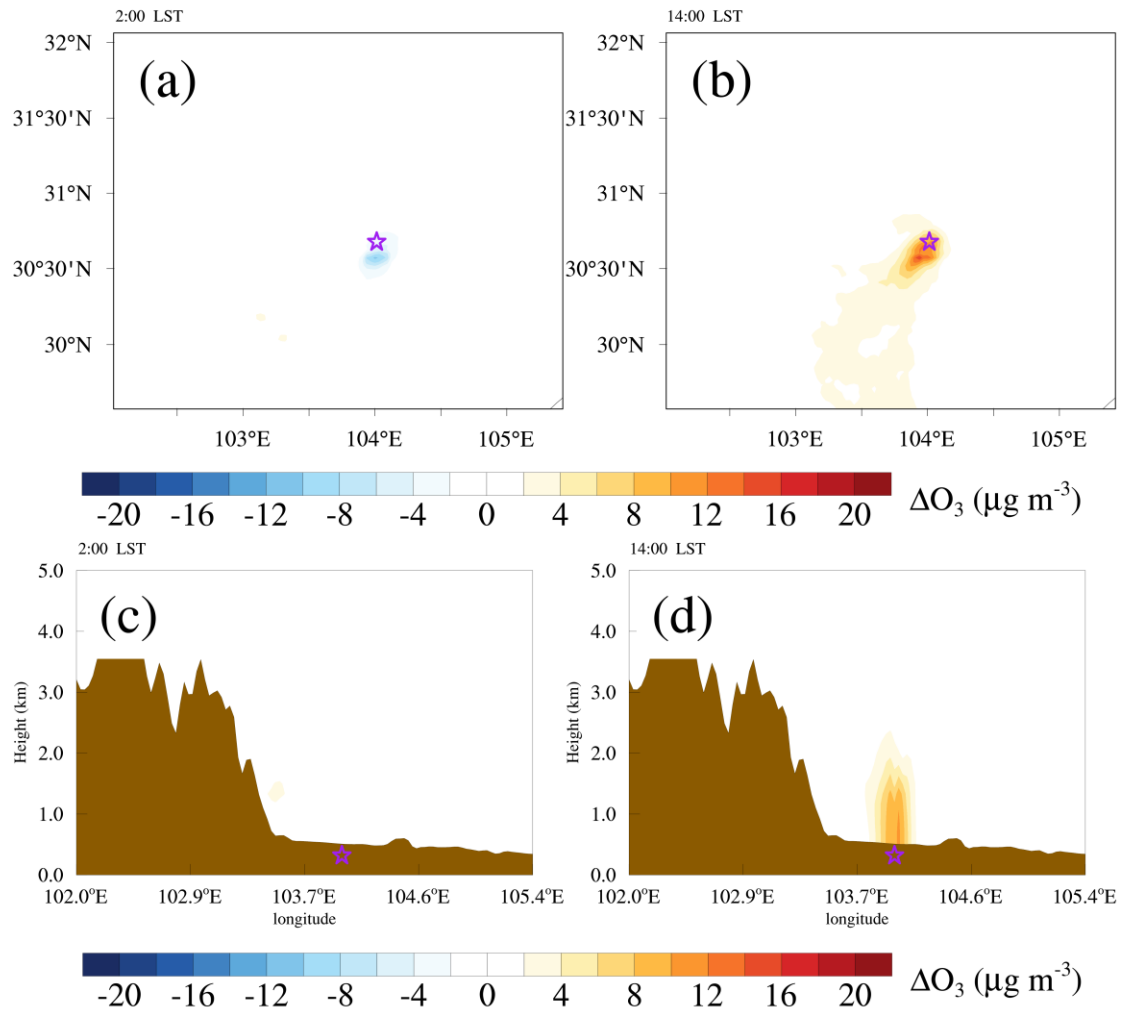 2:00 LST
14:00 LST
(a)
(b)
32°N
31°30'N
31°N
30°30'N
30°N
32°N
31°30'N
31°N
30°30'N
30°N
103°E 104°E 105°E
103°E 104°E 105°E
-20 -16 -12 -8 -4 0 4 8 12 16 20 ΔO₃ (μg m⁻³)
2:00 LST
14:00 LST
(c)
(d)
5.0
4.0
3.0
2.0
1.0
0.0
Height (km)
5.0
4.0
3.0
2.0
1.0
0.0
Height (km)
102.0°E 102.9°E 103.7°E 104.6°E 105.4°E
longitude
102.0°E 102.9°E 103.7°E 104.6°E 105.4°E
longitude
-20 -16 -12 -8 -4 0 4 8 12 16 20 ΔO₃ (μg m⁻³)